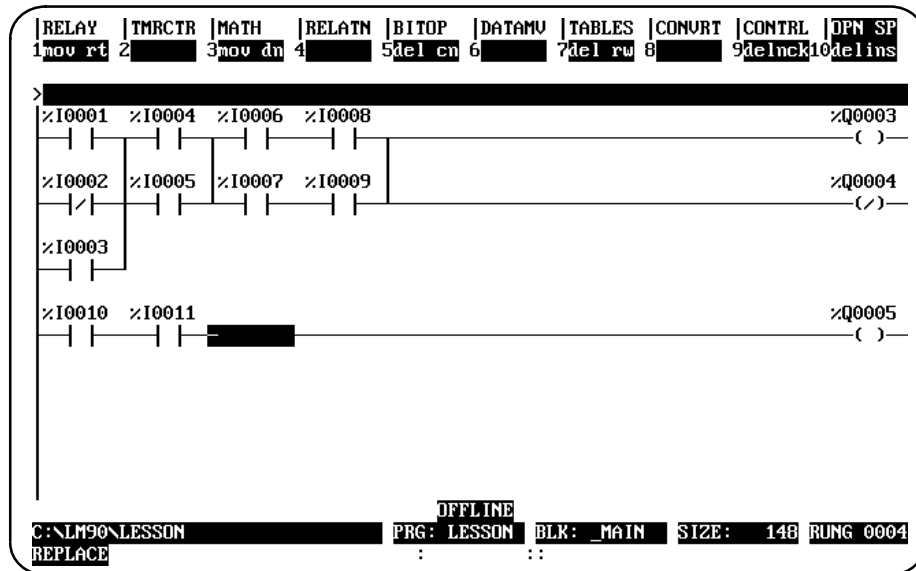 |RELAY |TMRCTR |MATH |RELATN |BITOP |DATAMV |TABLES |CONVRT |CONTRL |OPN SP
1mov rt 2 3mov dn 4 5del cn 6 7del rw 8 9delnck10delins
>
%I0001 %I0004 %I0006 %I0008 %Q0003
%I0002 %I0005 %I0007 %I0009 %Q0004
%I0003
%I0010 %I0011 %Q0005
OFFLINE
C:\LM90\LESSON PRG: LESSON BLK: _MAIN SIZE: 148 RUNG 0004
REPLACE : ::